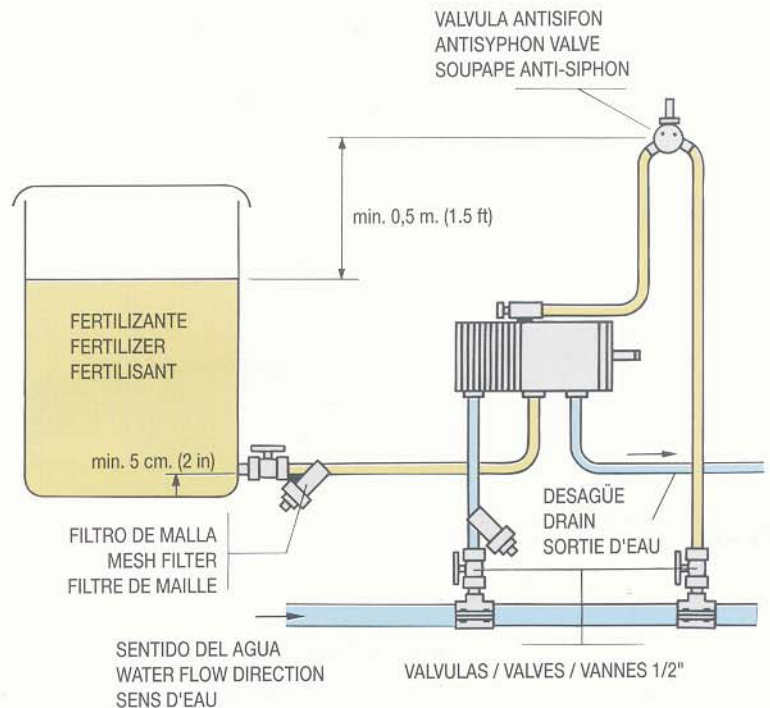 VALVULA ANTISIFON
ANTISYPHON VALVE
SOUPAPE ANTI-SIPHON
min. 0,5 m. (1.5 ft)
FERTILIZANTE
FERTILIZER
FERTILISANT
min. 5 cm. (2 in)
FILTRO DE MALLA
MESH FILTER
FILTRE DE MAILLE
DESAGÜE
DRAIN
SORTIE D'EAU
SENTIDO DEL AGUA
WATER FLOW DIRECTION
SENS D'EAU
VALVULAS / VALVES / VANNES 1/2"